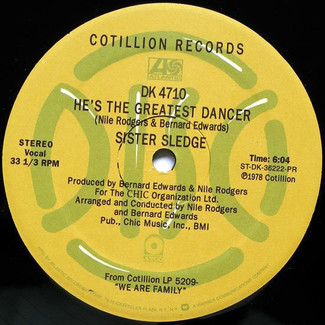 COTILLION RECORDS
DK 4710
HE'S THE GREATEST DANCER
(Nile Rodgers & Bernard Edwards)
SISTER SLEDGE
STEREO
Vocal
33 1/3 RPM
Time: 6:04
ST-DK-36222-PR
℗1978 Cotillion
Produced by Bernard Edwards & Nile Rodgers
For The CHIC Organization Ltd.
Arranged and Conducted by Nile Rodgers
and Bernard Edwards
Pub., Chic Music, Inc., BMI
ATCO
From Cotillion LP 5209-
"WE ARE FAMILY"